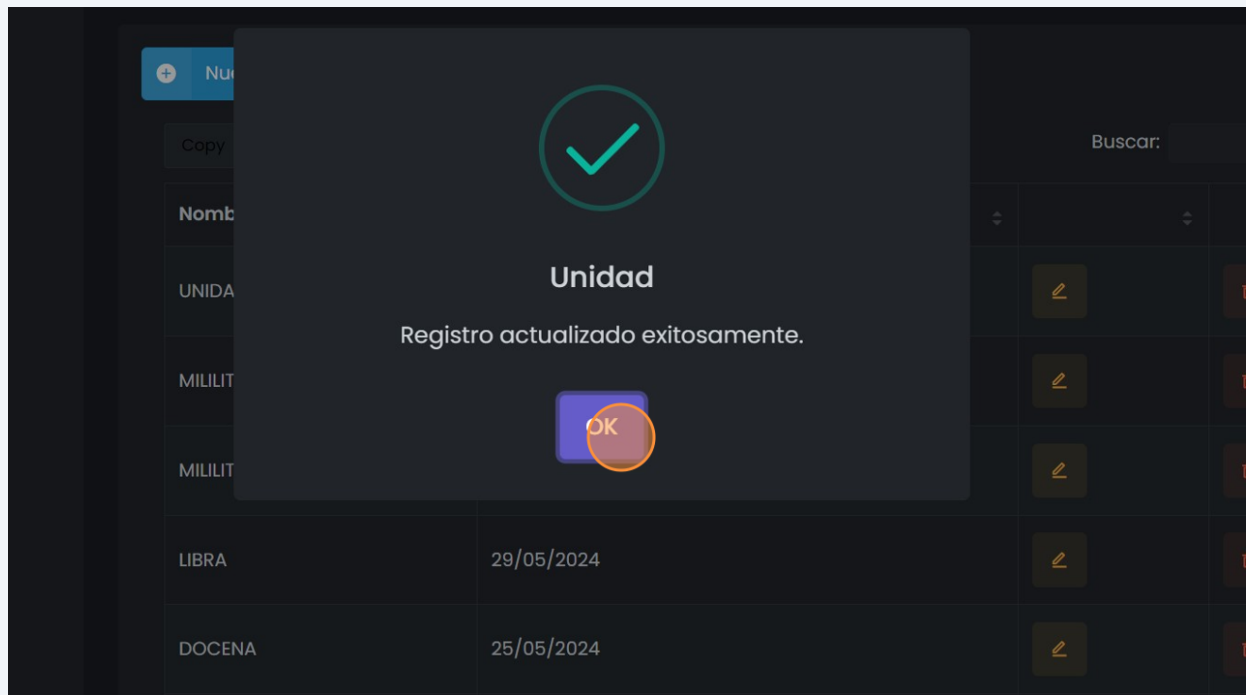 Nu
Copy
Buscar:
Nomb
Unidad
UNIDA
Registro actualizado exitosamente.
MILILIT
OK
MILILIT
LIBRA 29/05/2024
DOCENA 25/05/2024